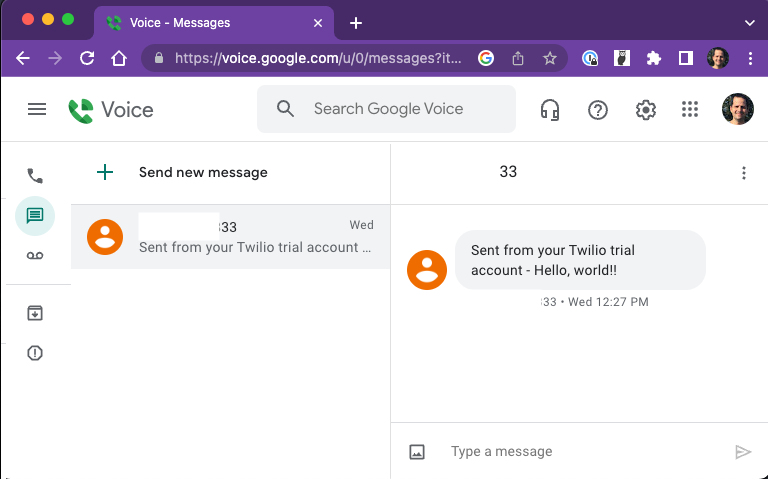 Voice - Messages
https://voice.google.com/u/0/messages?it...
Voice
Search Google Voice
Send new message
33
333
Wed
Sent from your Twilio trial account ...
Sent from your Twilio trial
account - Hello, world!!
333 • Wed 12:27 PM
Type a message